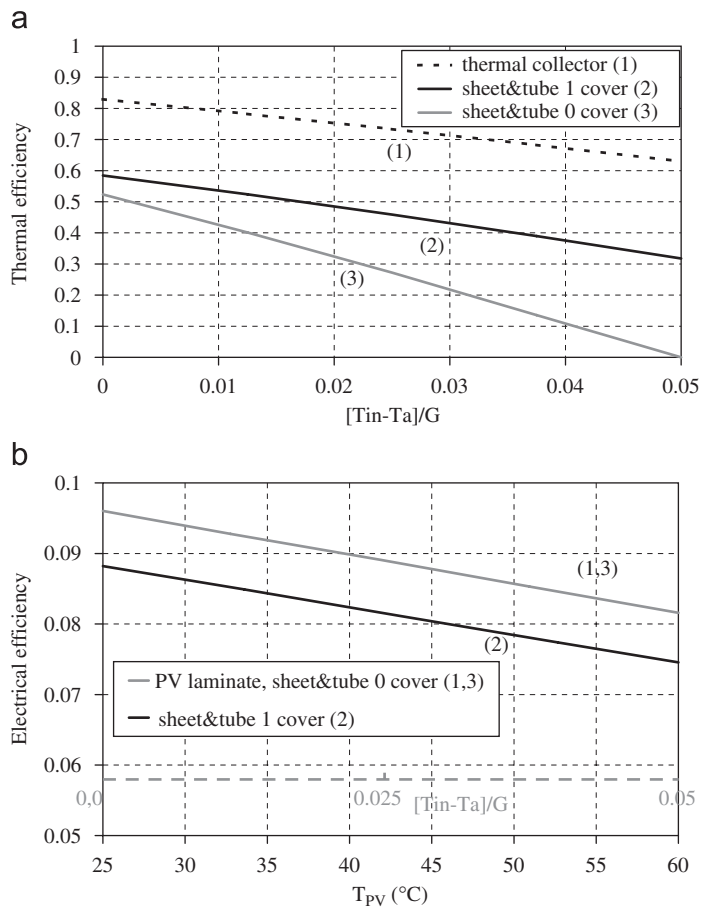 a
Thermal efficiency
1
0.9
0.8
0.7
0.6
0.5
0.4
0.3
0.2
0.1
0
thermal collector (1)
sheet&tube 1 cover (2)
sheet&tube 0 cover (3)
(1)
(2)
(3)
0 0.01 0.02 0.03 0.04 0.05
[Tin-Ta]/G
b
Electrical efficiency
0.1
0.09
0.08
0.07
0.06
0.05
(1,3)
(2)
PV laminate, sheet&tube 0 cover (1,3)
sheet&tube 1 cover (2)
0,0 0.025 [Tin-Ta]/G 0.05
25 30 35 40 45 50 55 60
T_PV (°C)